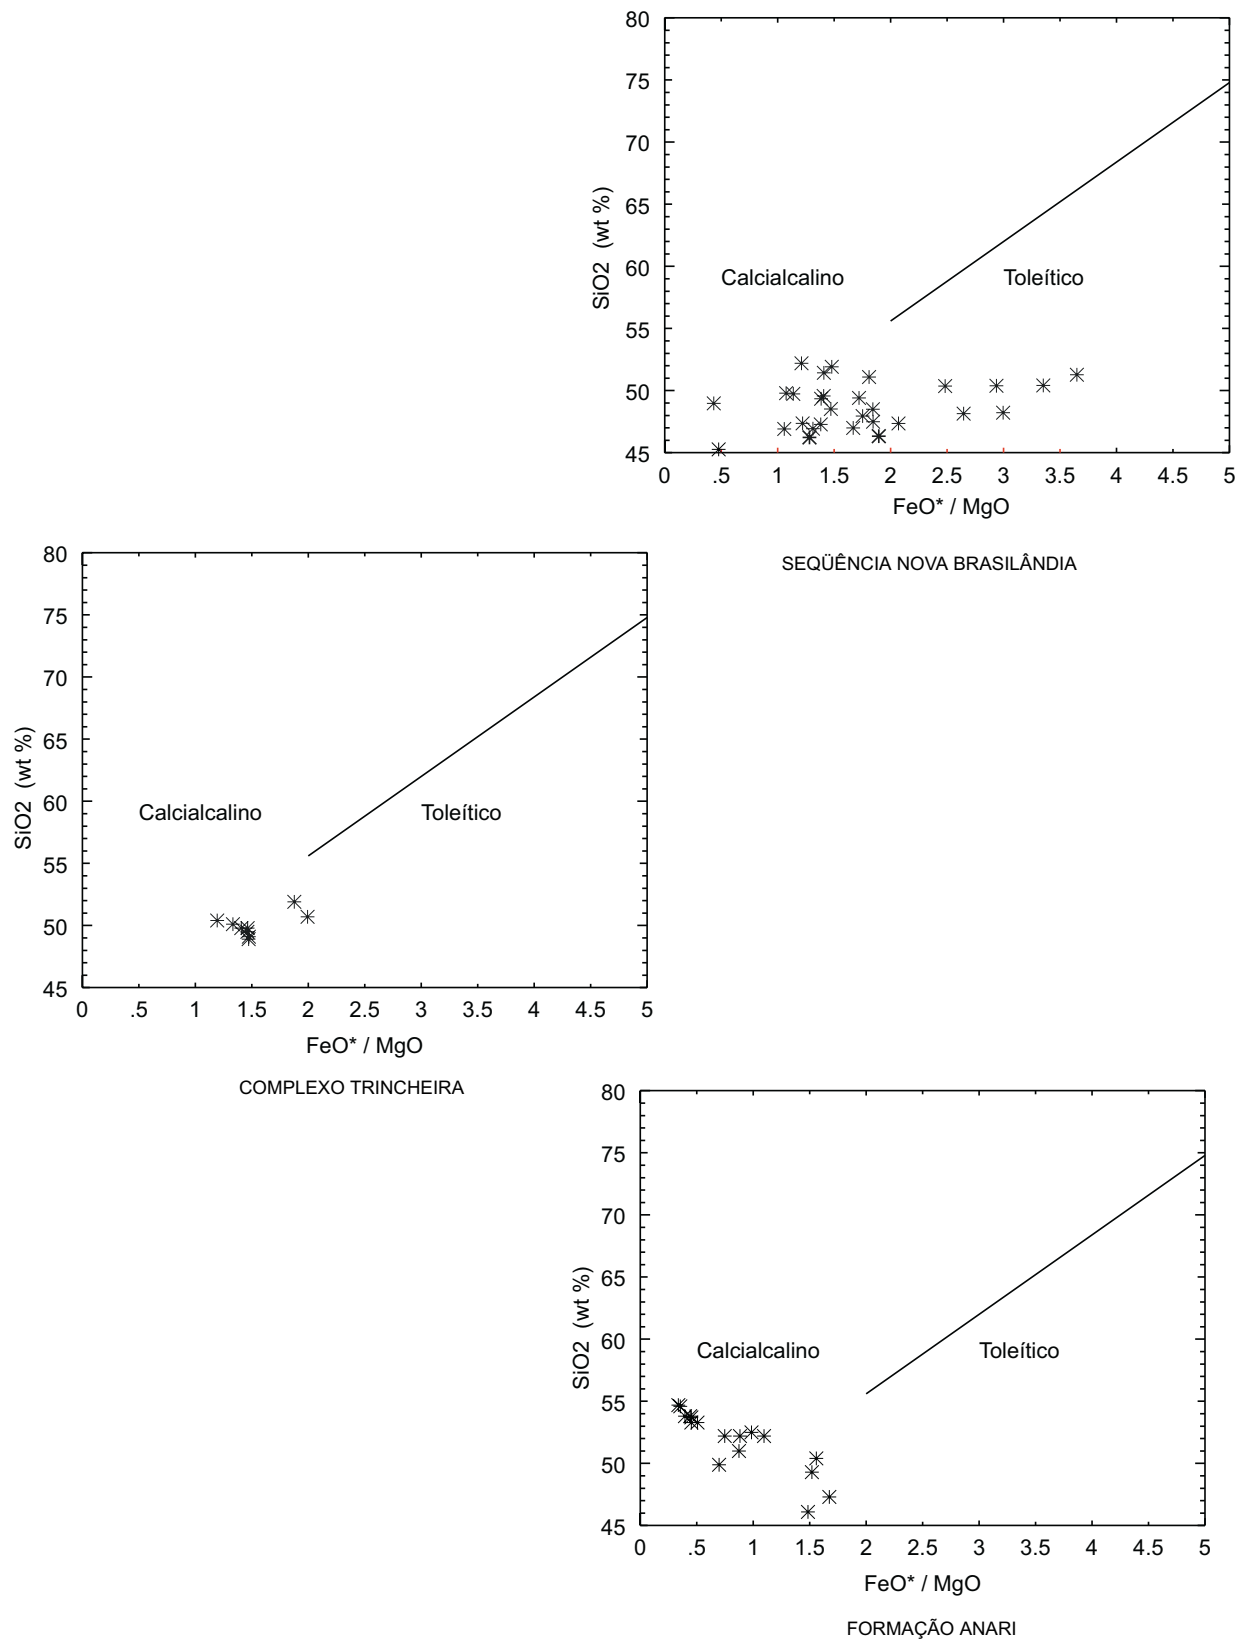 80
75
70
65
60
55
50
45
SiO2 (wt %)
Calcialcalino
Toleítico
0 .5 1 1.5 2 2.5 3 3.5 4 4.5 5
FeO* / MgO
SEQÜÊNCIA NOVA BRASILÂNDIA
80
75
70
65
60
55
50
45
SiO2 (wt %)
Calcialcalino
Toleítico
0 .5 1 1.5 2 2.5 3 3.5 4 4.5 5
FeO* / MgO
COMPLEXO TRINCHEIRA
80
75
70
65
60
55
50
45
SiO2 (wt %)
Calcialcalino
Toleítico
0 .5 1 1.5 2 2.5 3 3.5 4 4.5 5
FeO* / MgO
FORMAÇÃO ANARI